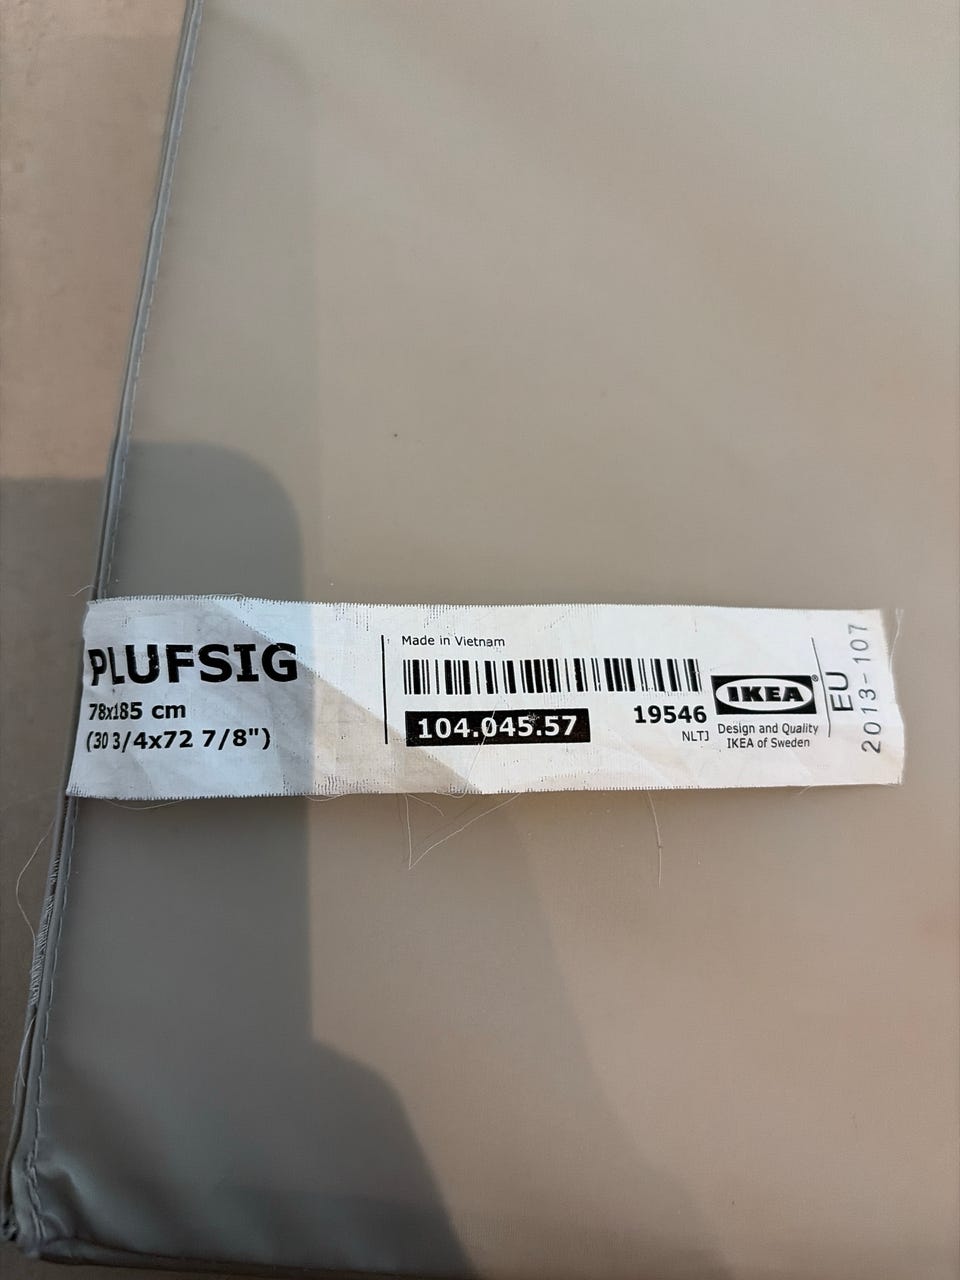 PLUFSIG
78x185 cm
(30 3/4x72 7/8")
Made in Vietnam
104.045.57
19546
NLTJ
IKEA®
Design and Quality
IKEA of Sweden
EU
2013-107